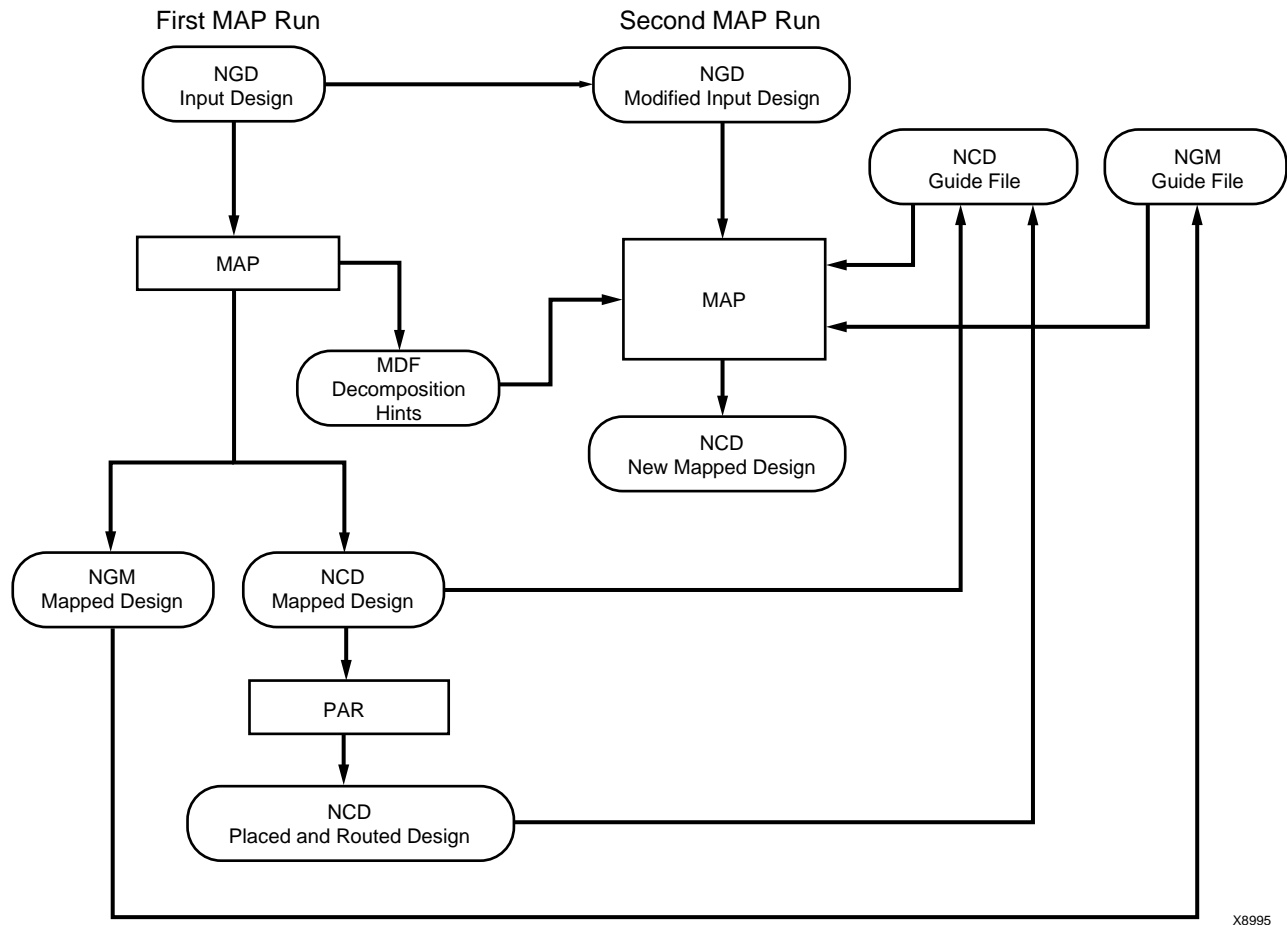 First MAP Run
Second MAP Run
NGD
Input Design
NGD
Modified Input Design
NCD
Guide File
NGM
Guide File
MAP
MAP
MDF
Decomposition
Hints
NCD
New Mapped Design
NGM
Mapped Design
NCD
Mapped Design
PAR
NCD
Placed and Routed Design
X8995